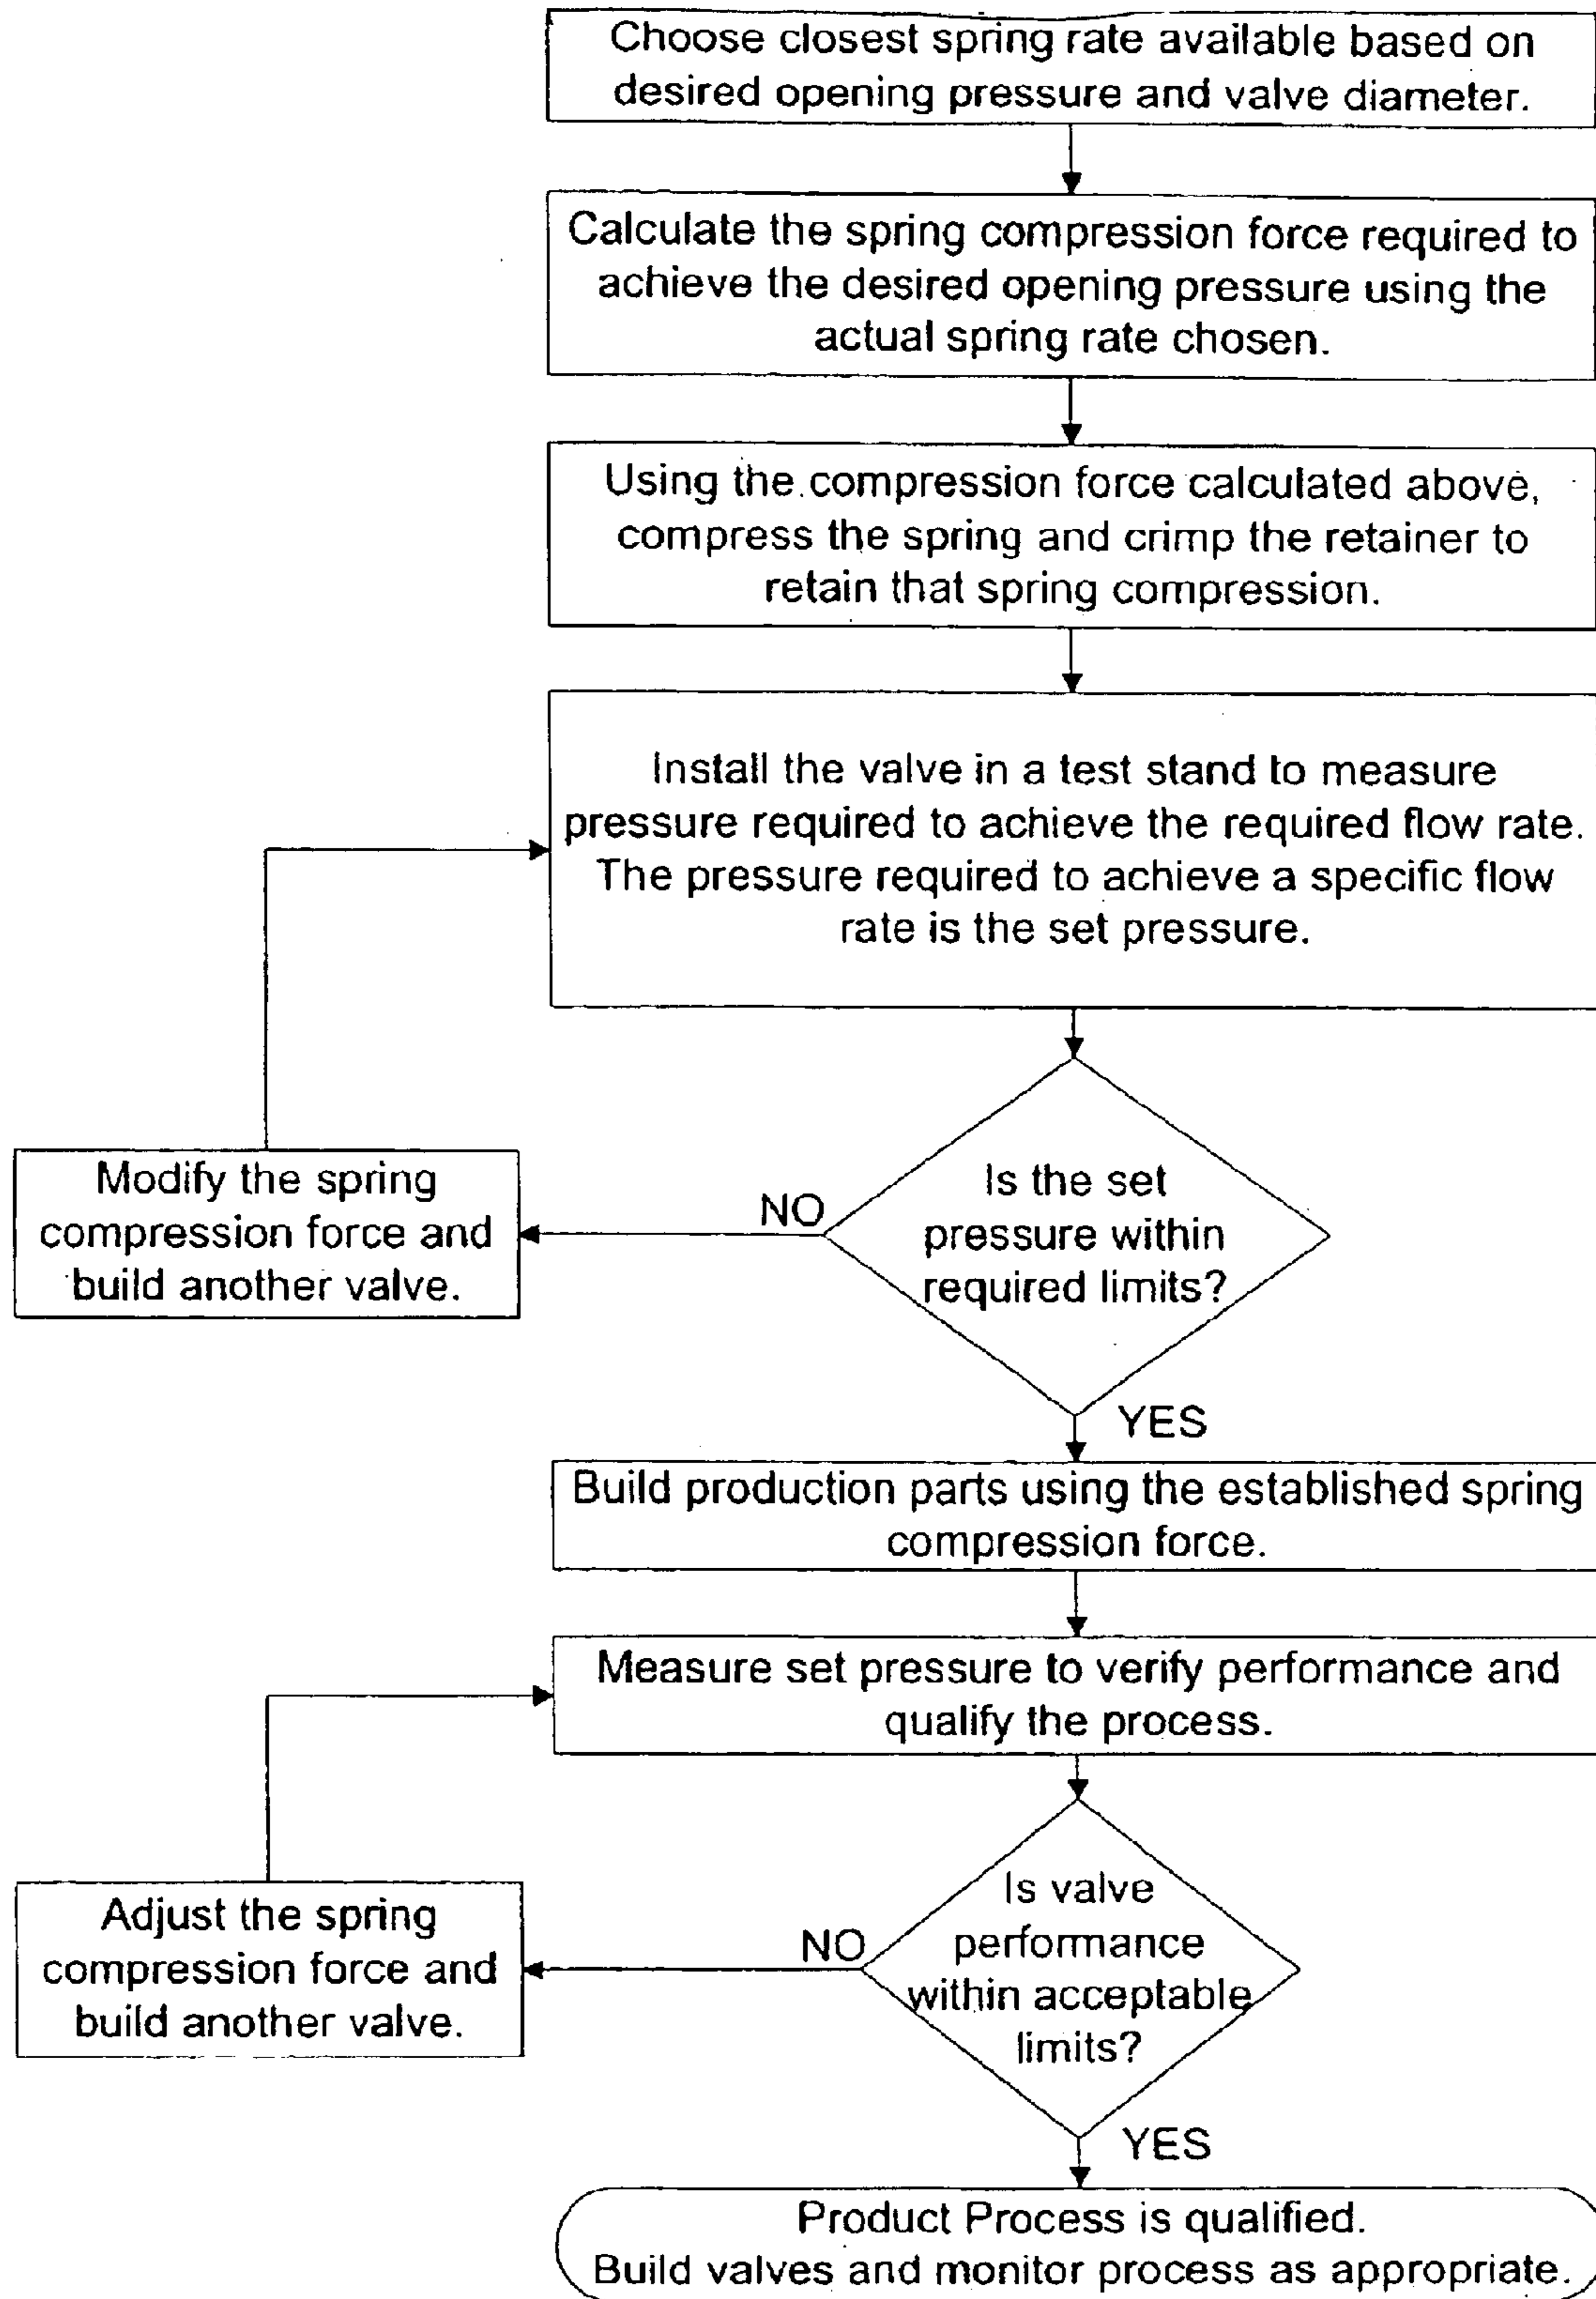 Choose closest spring rate available based on
desired opening pressure and valve diameter.
Calculate the spring compression force required to
achieve the desired opening pressure using the
actual spring rate chosen.
Using the compression force calculated above,
compress the spring and crimp the retainer to
retain that spring compression.
Install the valve in a test stand to measure
pressure required to achieve the required flow rate.
The pressure required to achieve a specific flow
rate is the set pressure.
Is the set
pressure within
required limits?
NO
Modify the spring
compression force and
build another valve.
YES
Build production parts using the established spring
compression force.
Measure set pressure to verify performance and
qualify the process.
Is valve
performance
within acceptable
limits?
NO
Adjust the spring
compression force and
build another valve.
YES
Product Process is qualified.
Build valves and monitor process as appropriate.